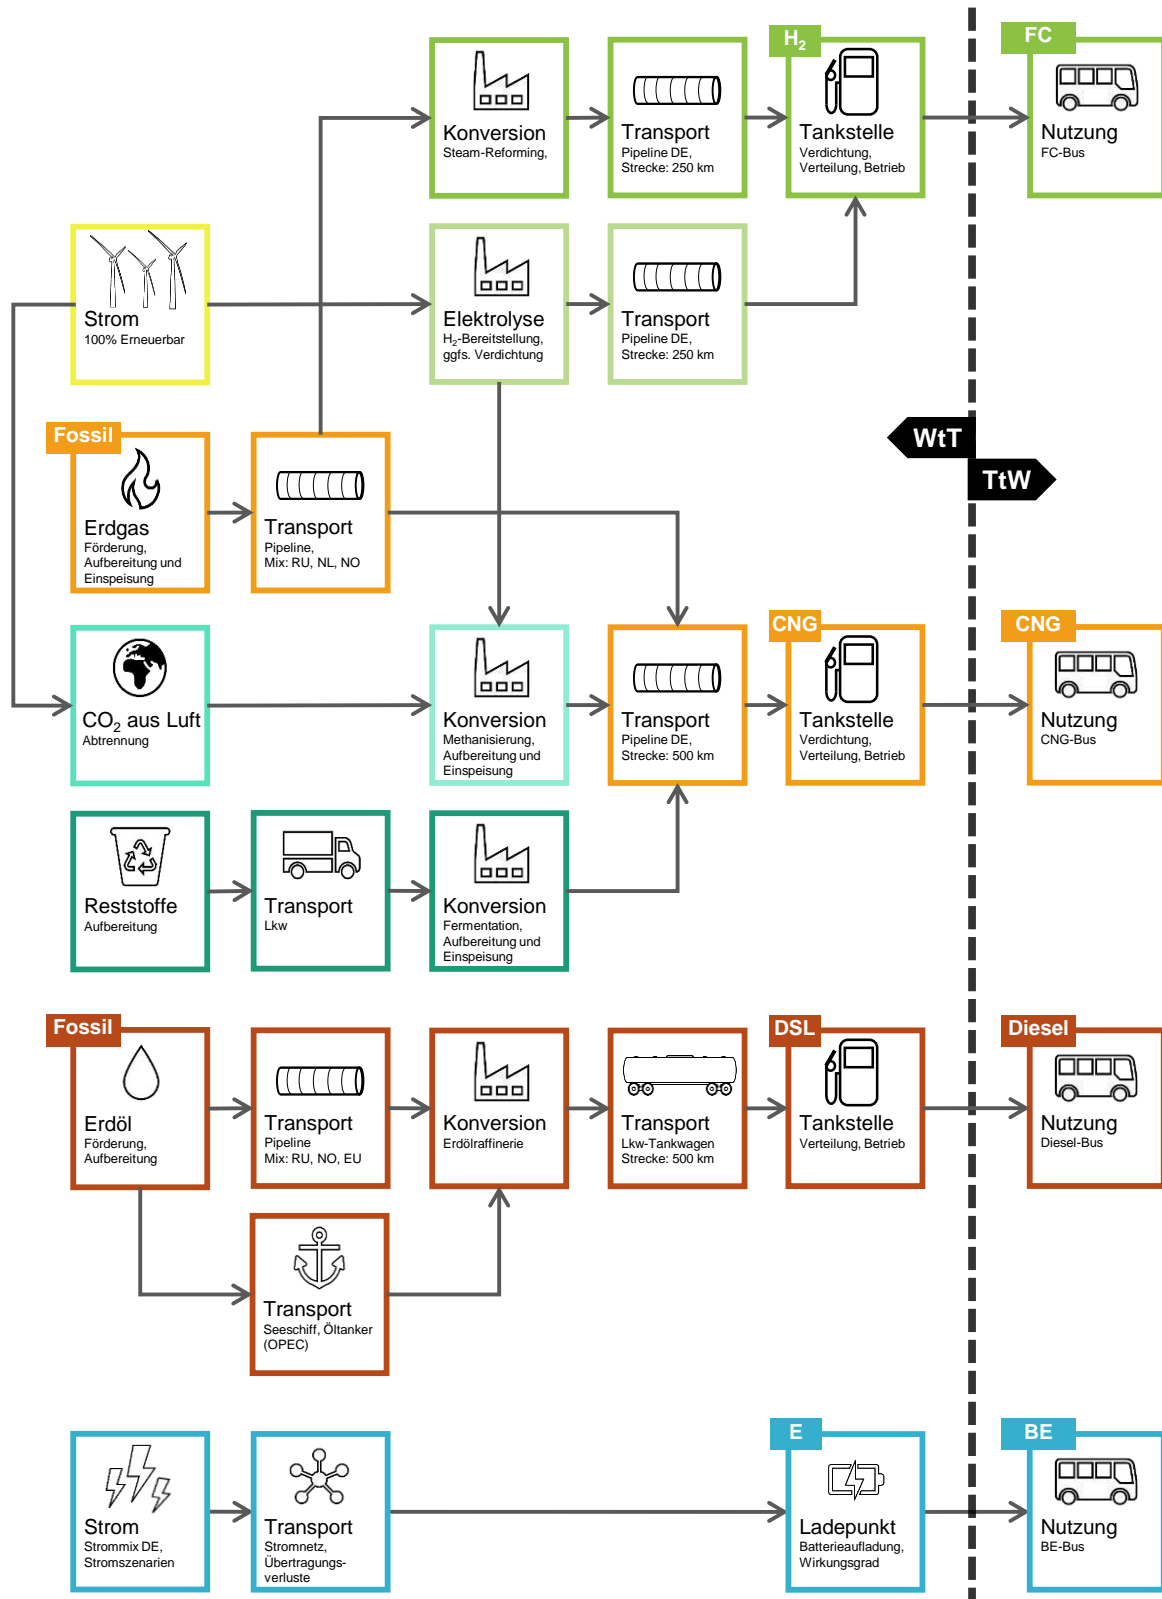 H2
FC
Konversion
Steam-Reforming,
Transport
Pipeline DE,
Strecke: 250 km
Tankstelle
Verdichtung,
Verteilung, Betrieb
Nutzung
FC-Bus
Strom
100% Erneuerbar
Elektrolyse
H2-Bereitstellung,
ggfs. Verdichtung
Transport
Pipeline DE,
Strecke: 250 km
WtT
TtW
Fossil
Erdgas
Förderung,
Aufbereitung und
Einspeisung
Transport
Pipeline,
Mix: RU, NL, NO
CO2 aus Luft
Abtrennung
Konversion
Methanisierung,
Aufbereitung und
Einspeisung
Transport
Pipeline DE,
Strecke: 500 km
CNG
Tankstelle
Verdichtung,
Verteilung, Betrieb
CNG
Nutzung
CNG-Bus
Reststoffe
Aufbereitung
Transport
Lkw
Konversion
Fermentation,
Aufbereitung und
Einspeisung
Fossil
Erdöl
Förderung,
Aufbereitung
Transport
Pipeline
Mix: RU, NO, EU
Konversion
Erdölraffinerie
Transport
Lkw-Tankwagen
Strecke: 500 km
DSL
Tankstelle
Verteilung, Betrieb
Diesel
Nutzung
Diesel-Bus
Transport
Seeschiff, Öltanker
(OPEC)
Strom
Strommix DE,
Stromszenarien
Transport
Stromnetz,
Übertragungs-
verluste
E
Ladepunkt
Batterieaufladung,
Wirkungsgrad
BE
Nutzung
BE-Bus